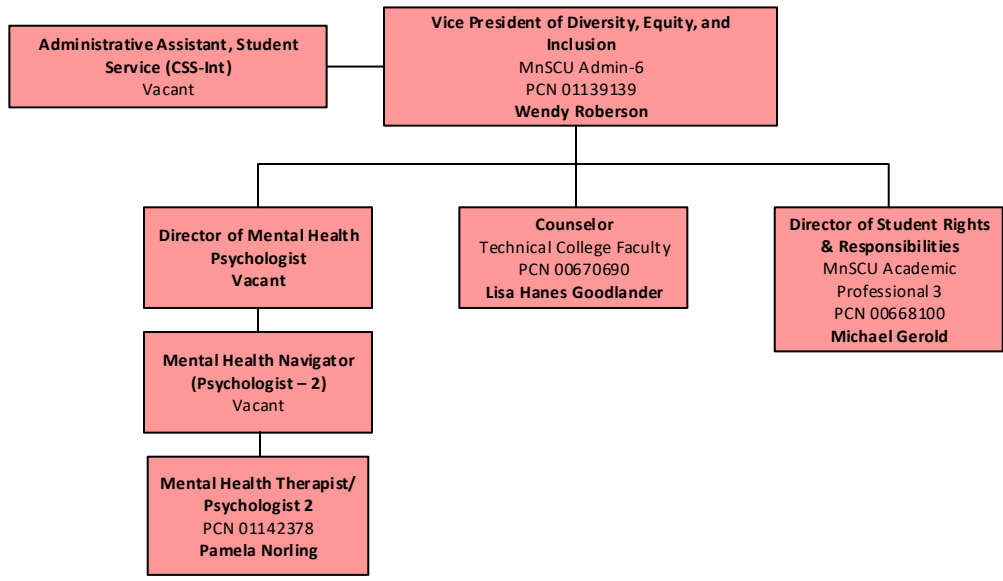 Administrative Assistant, Student
Service (CSS-Int)
Vacant
Vice President of Diversity, Equity, and
Inclusion
MnSCU Admin-6
PCN 01139139
Wendy Roberson
Director of Mental Health
Psychologist
Vacant
Counselor
Technical College Faculty
PCN 00670690
Lisa Hanes Goodlander
Director of Student Rights
& Responsibilities
MnSCU Academic
Professional 3
PCN 00668100
Michael Gerold
Mental Health Navigator
(Psychologist – 2)
Vacant
Mental Health Therapist/
Psychologist 2
PCN 01142378
Pamela Norling